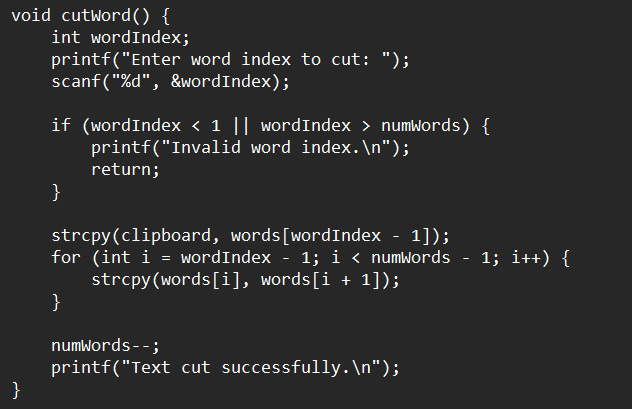 void cutWord() {
    int wordIndex;
    printf("Enter word index to cut: ");
    scanf("%d", &wordIndex);

    if (wordIndex < 1 || wordIndex > numWords) {
        printf("Invalid word index.\n");
        return;
    }

    strcpy(clipboard, words[wordIndex - 1]);
    for (int i = wordIndex - 1; i < numWords - 1; i++) {
        strcpy(words[i], words[i + 1]);
    }

    numWords--;
    printf("Text cut successfully.\n");
}